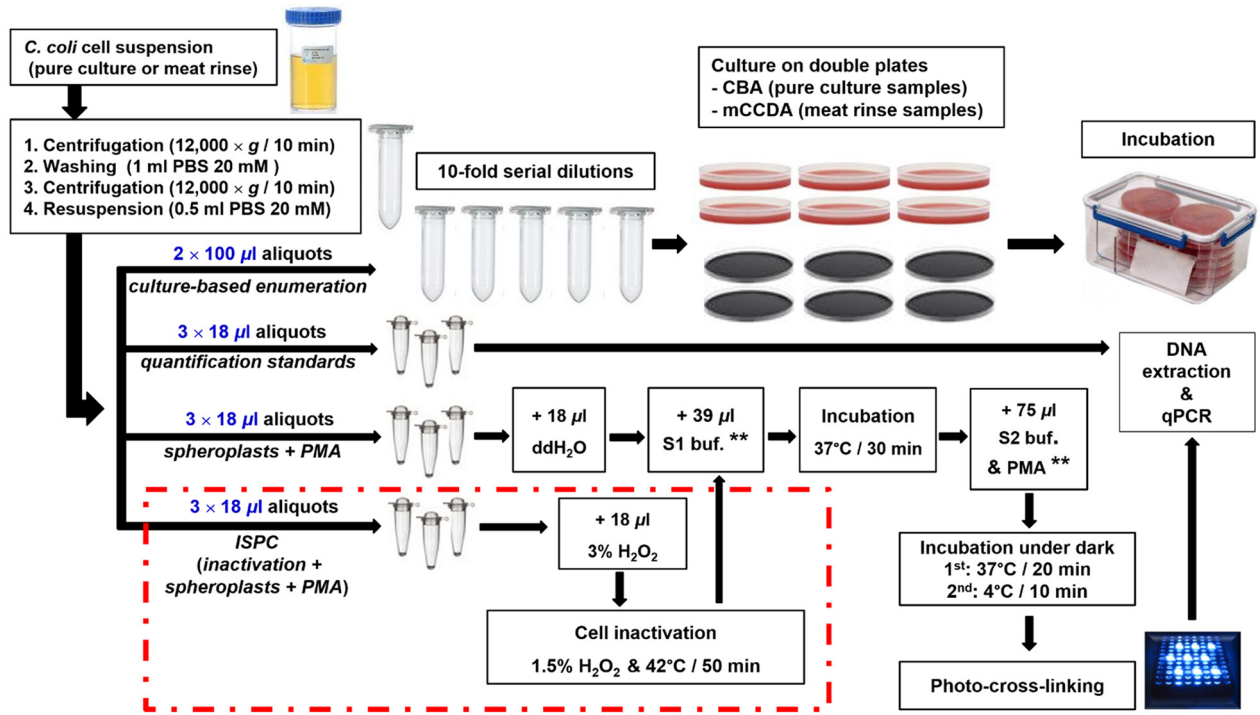 C. coli cell suspension
(pure culture or meat rinse)
1. Centrifugation (12,000 × g / 10 min)
2. Washing (1 ml PBS 20 mM )
3. Centrifugation (12,000 × g / 10 min)
4. Resuspension (0.5 ml PBS 20 mM)
10-fold serial dilutions
Culture on double plates
- CBA (pure culture samples)
- mCCDA (meat rinse samples)
Incubation
2 × 100 µl aliquots
culture-based enumeration
3 × 18 µl aliquots
quantification standards
DNA
extraction
&
qPCR
3 × 18 µl aliquots
spheroplasts + PMA
+ 18 µl
ddH₂O
+ 39 µl
S1 buf. **
Incubation
37°C / 30 min
+ 75 µl
S2 buf.
& PMA **
3 × 18 µl aliquots
ISPC
(inactivation +
spheroplasts + PMA)
+ 18 µl
3% H₂O₂
Cell inactivation
1.5% H₂O₂ & 42°C / 50 min
Incubation under dark
1st: 37°C / 20 min
2nd: 4°C / 10 min
Photo-cross-linking